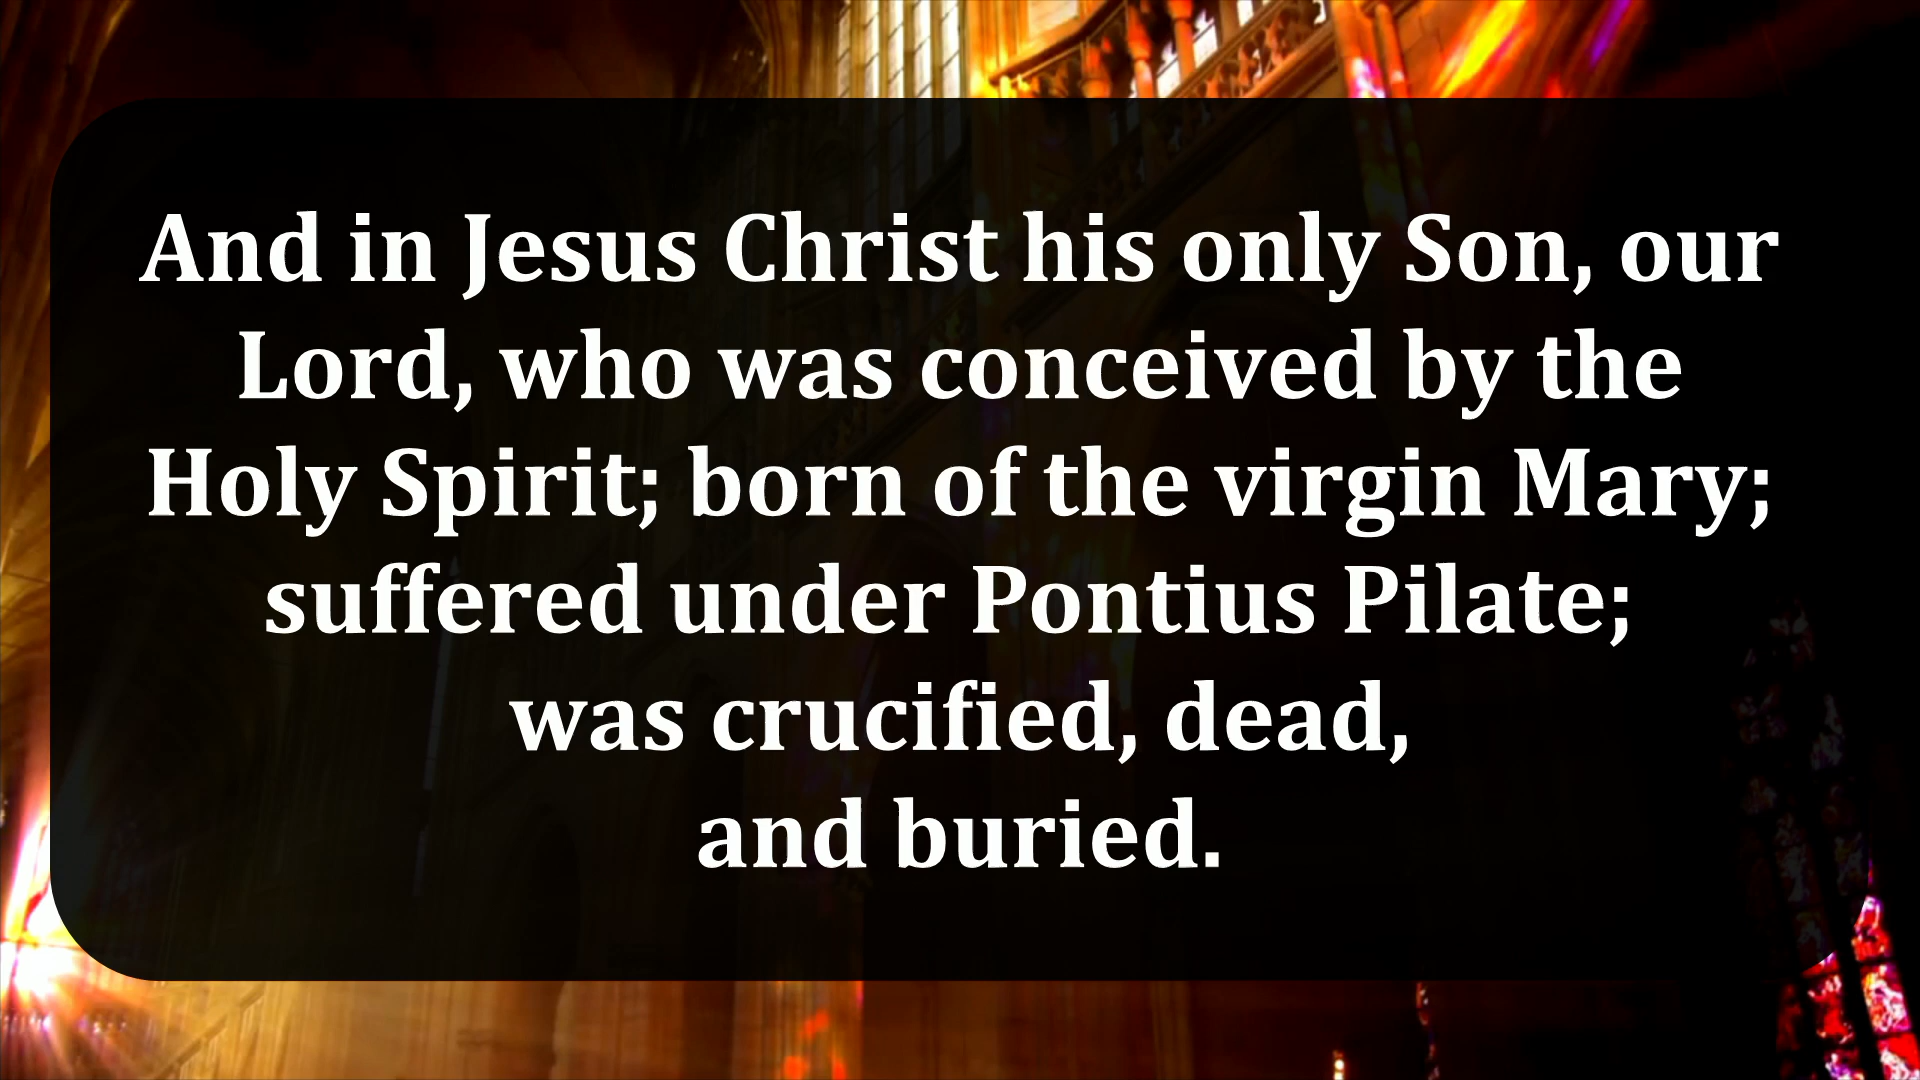 And in Jesus Christ his only Son, our
Lord, who was conceived by the
Holy Spirit; born of the virgin Mary;
suffered under Pontius Pilate;
was crucified, dead,
and buried.